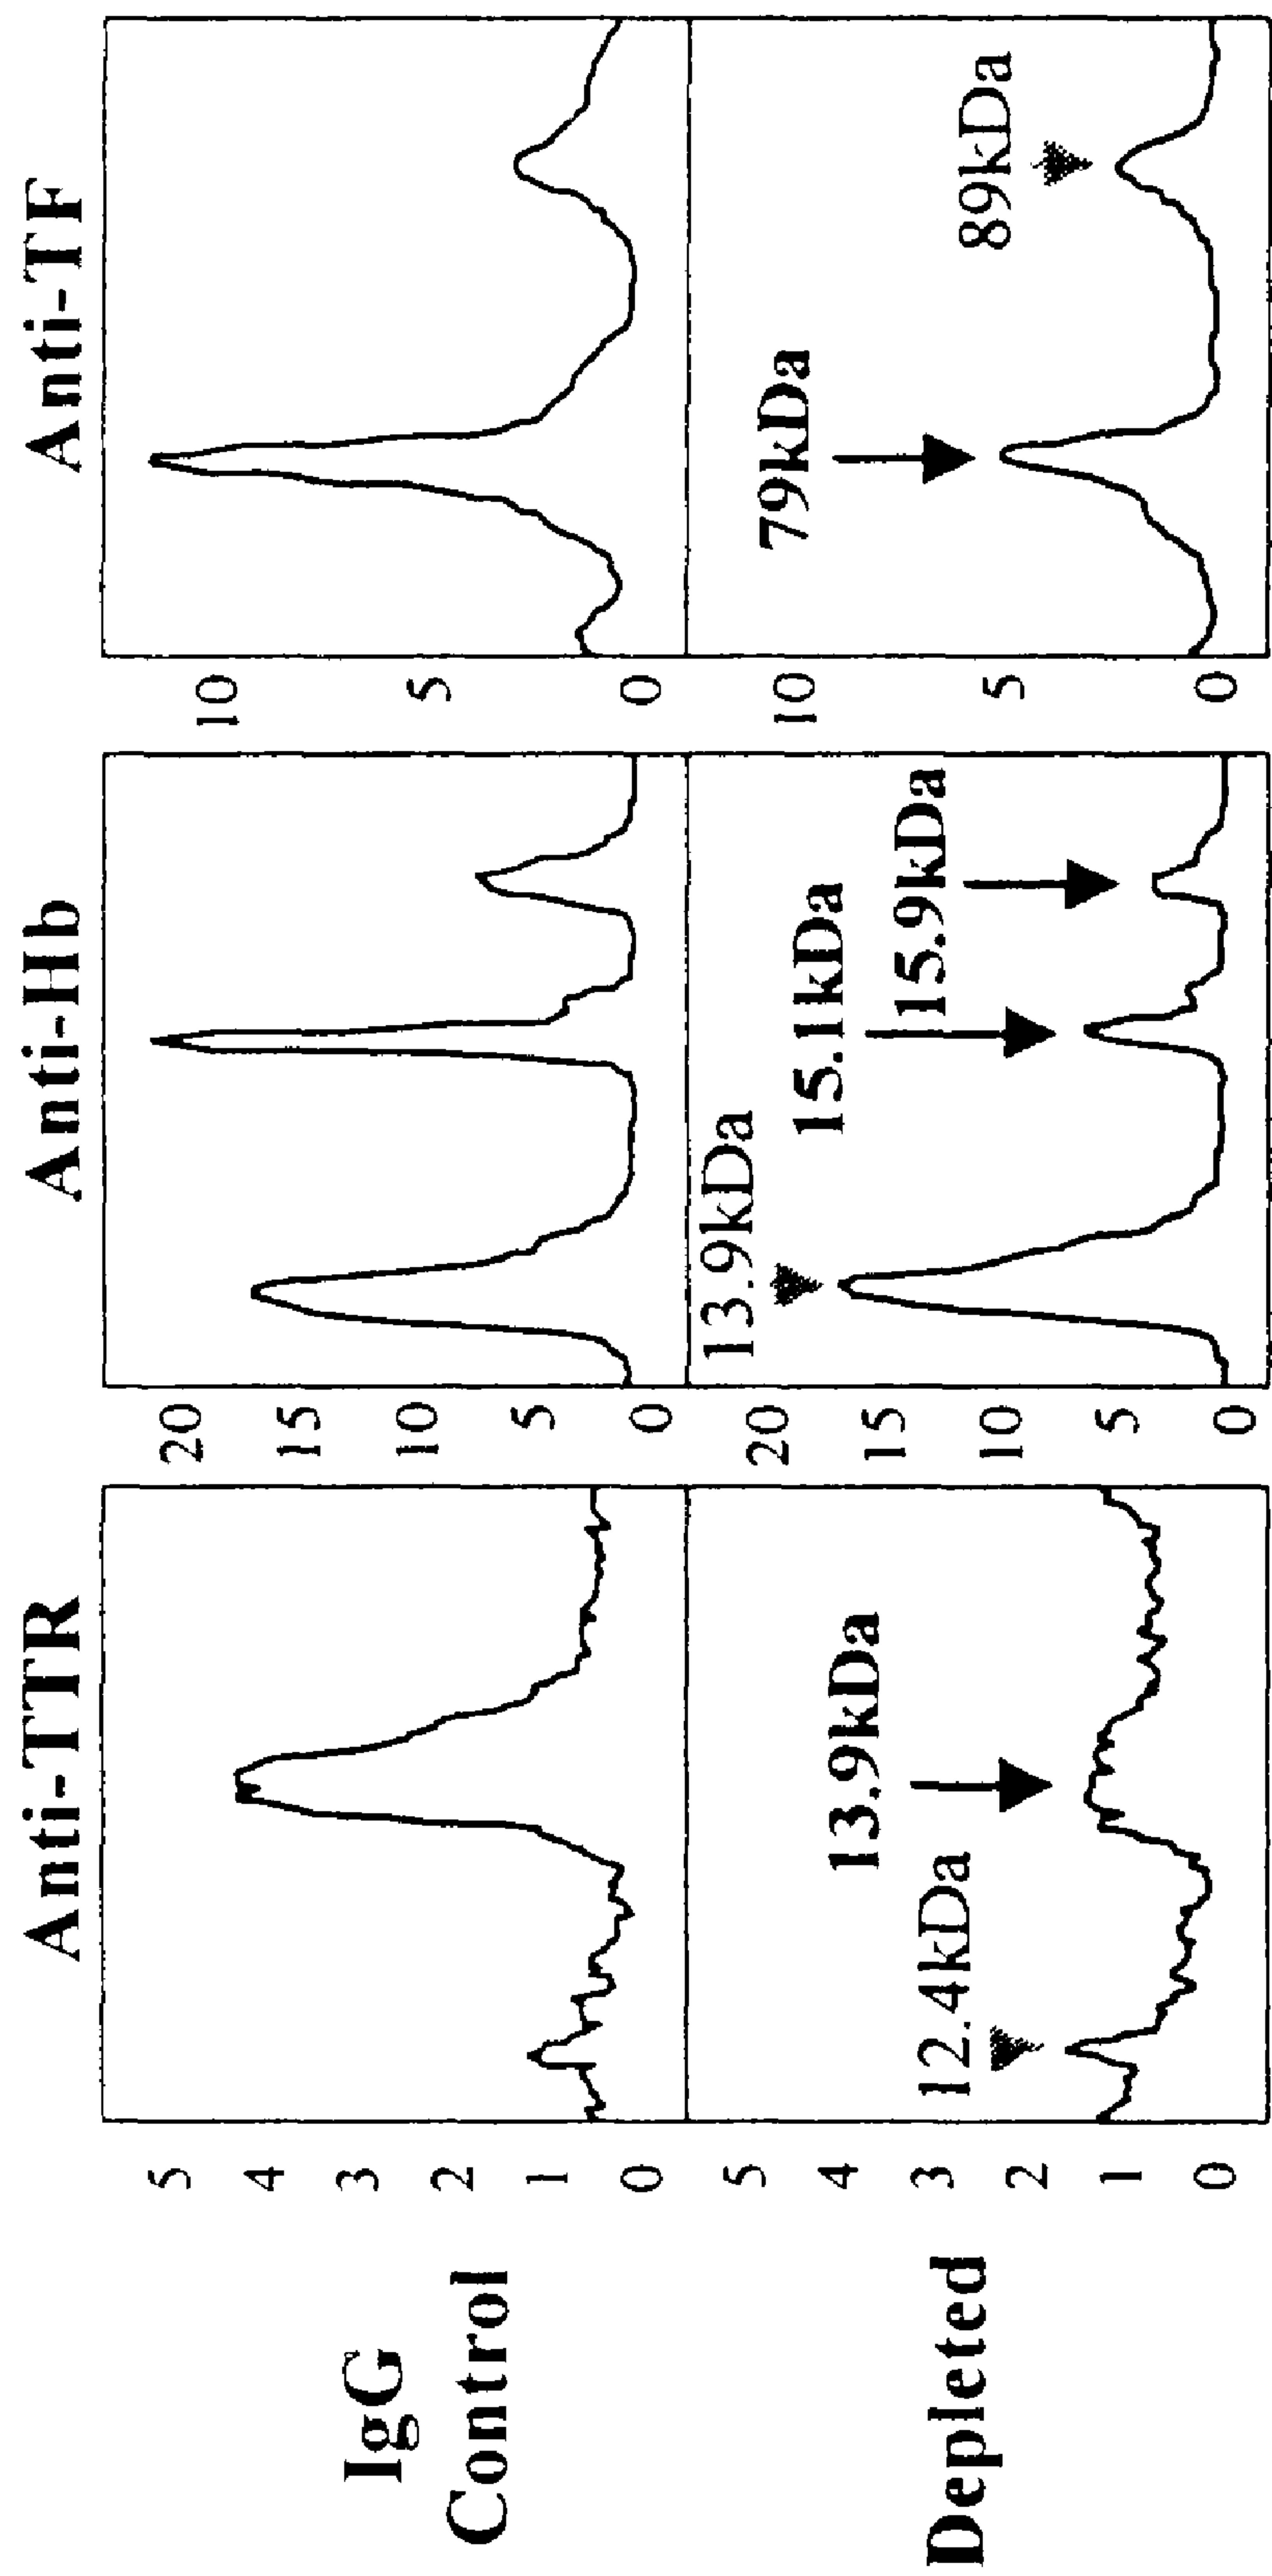 Anti-TTR
Anti-Hb
Anti-TF
IgG
Control
5
4
3
2
1
0
20
15
10
5
0
10
5
0
Depleted
5
4
3
2
1
0
12.4kDa
13.9kDa
20
15
10
5
0
13.9kDa
15.1kDa
15.9kDa
10
5
0
79kDa
89kDa